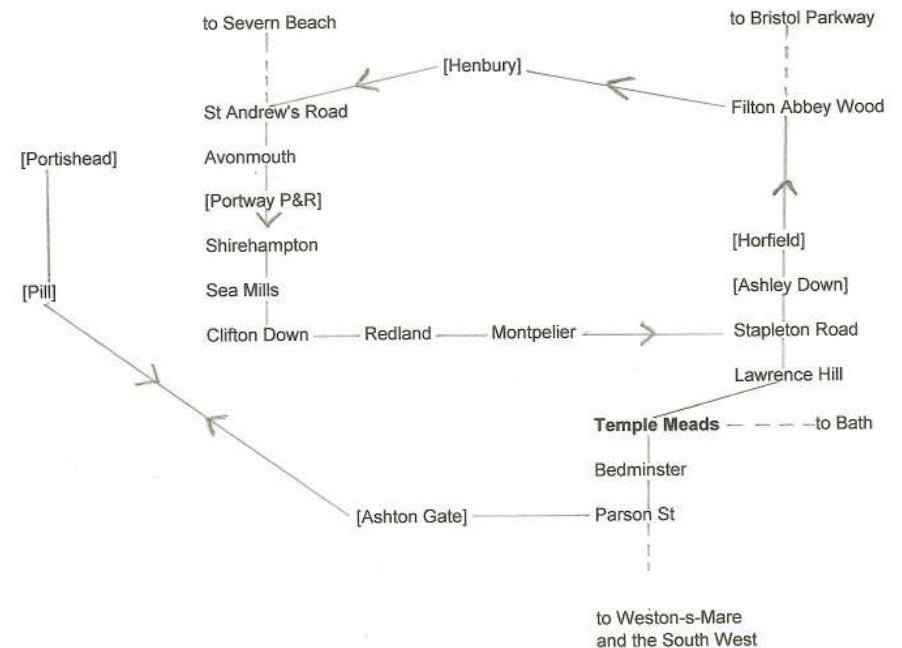 to Severn Beach
to Bristol Parkway
[Henbury]
St Andrew's Road
Filton Abbey Wood
[Portishead]
Avonmouth
[Portway P&R]
Shirehampton
[Horfield]
[Pill]
Sea Mills
[Ashley Down]
Clifton Down
Redland
Montpelier
Stapleton Road
Lawrence Hill
Temple Meads
to Bath
Bedminster
[Ashton Gate]
Parson St
to Weston-s-Mare
and the South West